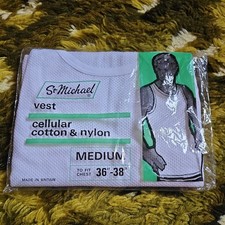 St Michael
vest
cellular
cotton & nylon
MEDIUM
TO FIT
CHEST 36"-38"
MADE IN BRITAIN